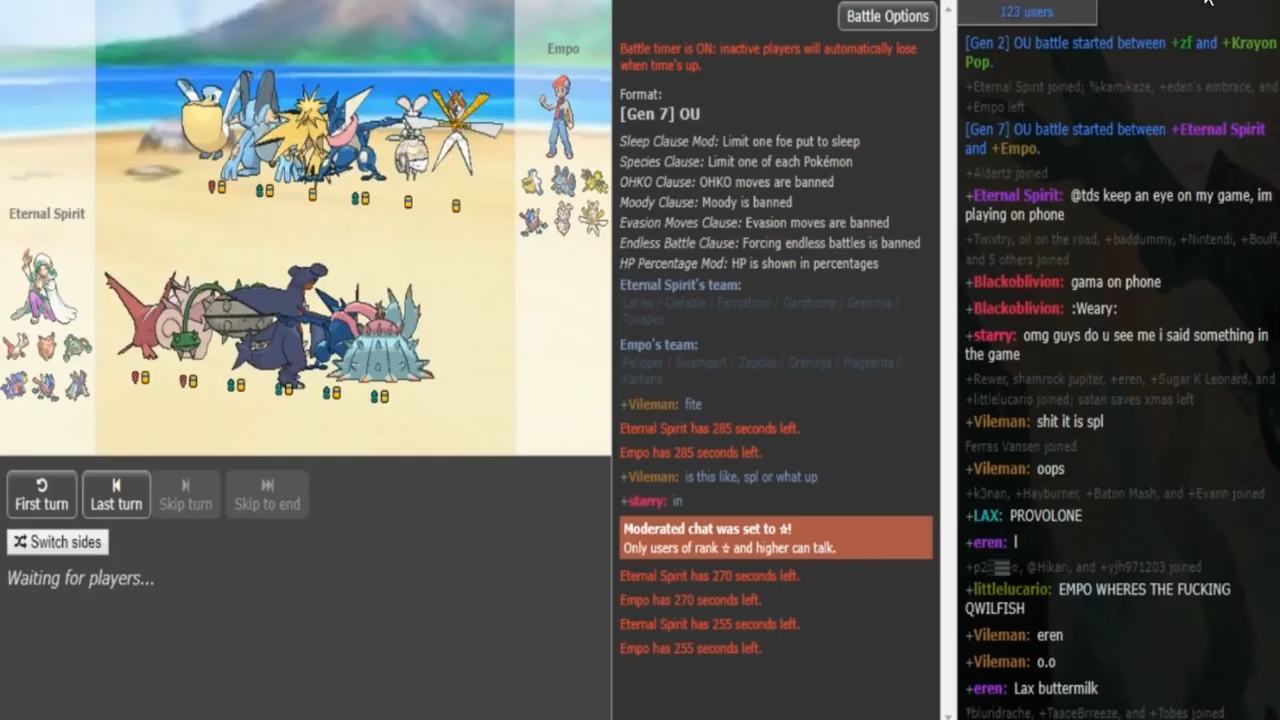 Empo
Eternal Spirit
First turn
Last turn
Skip turn
Skip to end
Switch sides
Waiting for players...
Battle Options
Battle timer is ON: inactive players will automatically lose
when time's up.
Format:
[Gen 7] OU
Sleep Clause Mod: Limit one foe put to sleep
Species Clause: Limit one of each Pokémon
OHKO Clause: OHKO moves are banned
Moody Clause: Moody is banned
Evasion Moves Clause: Evasion moves are banned
Endless Battle Clause: Forcing endless battles is banned
HP Percentage Mod: HP is shown in percentages
Eternal Spirit's team:
Latias / Clefable / Ferrothorn / Garchomp / Greninja /
Toxapex
Empo's team:
Pelipper / Swampert / Zapdos / Greninja / Magearna /
Kartana
+Vileman: fite
Eternal Spirit has 285 seconds left.
Empo has 285 seconds left.
+Vileman: is this like, spl or what up
+starry: in
Moderated chat was set to ☆!
Only users of rank ☆ and higher can talk.
Eternal Spirit has 270 seconds left.
Empo has 270 seconds left.
Eternal Spirit has 255 seconds left.
Empo has 255 seconds left.
123 users
[Gen 2] OU battle started between +zf and +Krayon
Pop.
+Eternal Spirit joined; %kamikaze, +eden's embrace, and
+Empo left
[Gen 7] OU battle started between +Eternal Spirit
and +Empo.
+Aldertz joined
+Eternal Spirit: @tds keep an eye on my game, im
playing on phone
+Twixtry, oil on the road, +baddummy, +Nintendi, +Bouff,
and 5 others joined
+Blackoblivion: gama on phone
+Blackoblivion: :Weary:
+starry: omg guys do u see me i said something in
the game
+Rewer, shamrock jupiter, +eren, +Sugar K Leonard, and
+littlelucario joined; satan saves xmas left
+Vileman: shit it is spl
Ferras Vansen joined
+Vileman: oops
+k3nan, +Hayburner, +Baton Mash, and +Evann joined
+LAX: PROVOLONE
+eren: l
@Hikan, and +yjh971203 joined
+littlelucario: EMPO WHERES THE FUCKING
QWILFISH
+Vileman: eren
+Vileman: o.o
+eren: Lax buttermilk
+TaaceBrreeze, and +Tobes joined